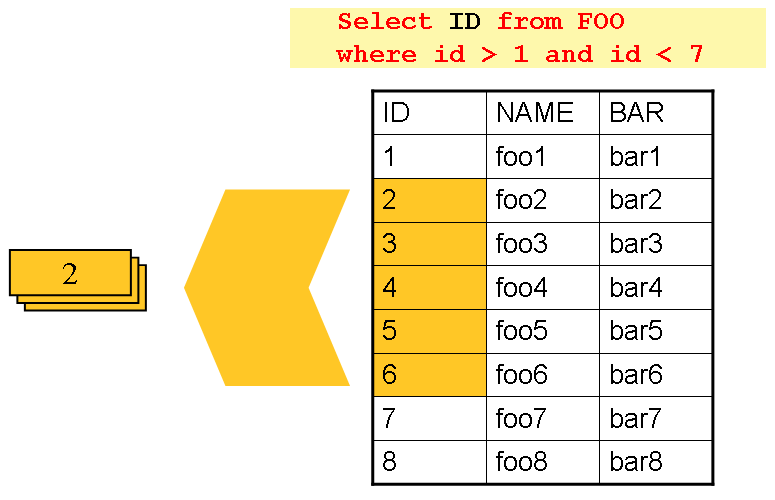 Select ID from FOO
where id > 1 and id < 7
ID NAME BAR
1 foo1 bar1
2 foo2 bar2
3 foo3 bar3
4 foo4 bar4
5 foo5 bar5
6 foo6 bar6
7 foo7 bar7
8 foo8 bar8
2